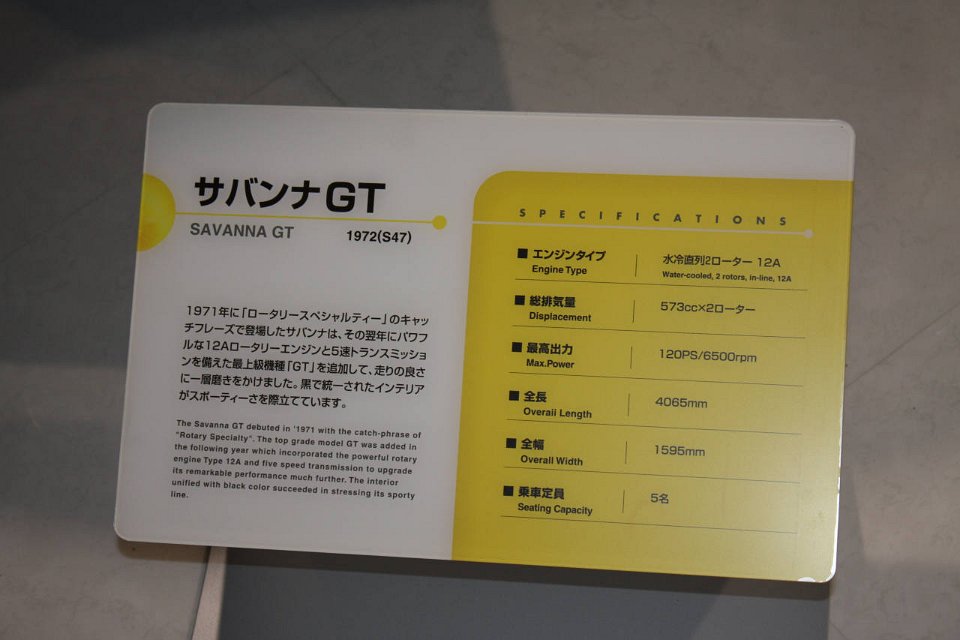 サバンナGT
SAVANNA GT
1972(S47)
1971年に「ロータリースペシャルティー」のキャッ
チフレーズで登場したサバンナは、その翌年にパワフ
ルな12Aロータリーエンジンと5速トランスミッショ
ンを備えた最上級機種「GT」を追加して、走りの良さ
に一層磨きをかけました。黒で統一されたインテリア
がスポーティーさを際立てています。
The Savanna GT debuted in '1971 with the catch-phrase of
"Rotary Specialty". The top grade model GT was added in
the following year which incorporated the powerful rotary
engine Type 12A and five speed transmission to upgrade
its remarkable performance much further. The interior
unified with black color succeeded in stressing its sporty
line.
SPECIFICATIONS
■ エンジンタイプ 水冷直列2ローター 12A
Engine Type Water-cooled, 2 rotors, in-line, 12A
■ 総排気量 573cc×2ローター
Displacement
■ 最高出力 120PS/6500rpm
Max.Power
■ 全長 4065mm
Overall Length
■ 全幅 1595mm
Overall Width
■ 乗車定員 5名
Seating Capacity